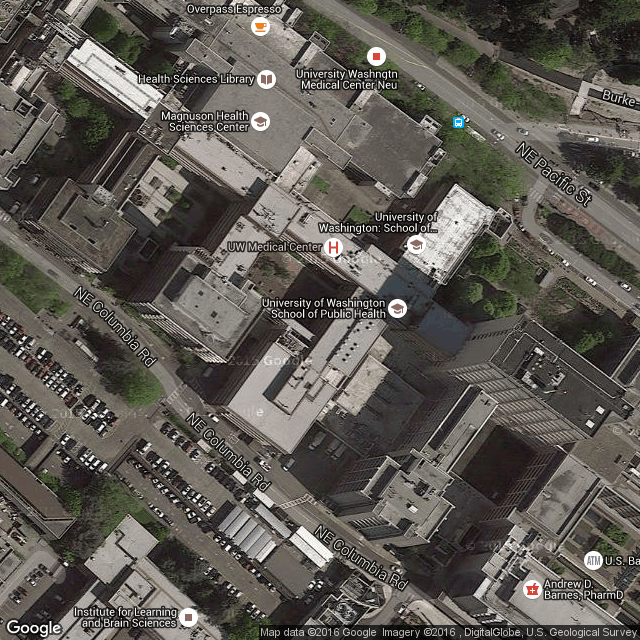 Overpass Espresso
Health Sciences Library
University Washngtn
Medical Center Neu
Magnuson Health
Sciences Center
Burke-
NE Pacific St
University of
Washington: School of...
UW Medical Center
H
University of Washington
School of Public Health
NE Columbia Rd
NE Columbia Rd
NE Columbia Rd
ATM
U.S. Ba
Andrew D.
Barnes, PharmD
Institute for Learning
and Brain Sciences
Google
Map data ©2016 Google Imagery ©2016 , DigitalGlobe, U.S. Geological Survey